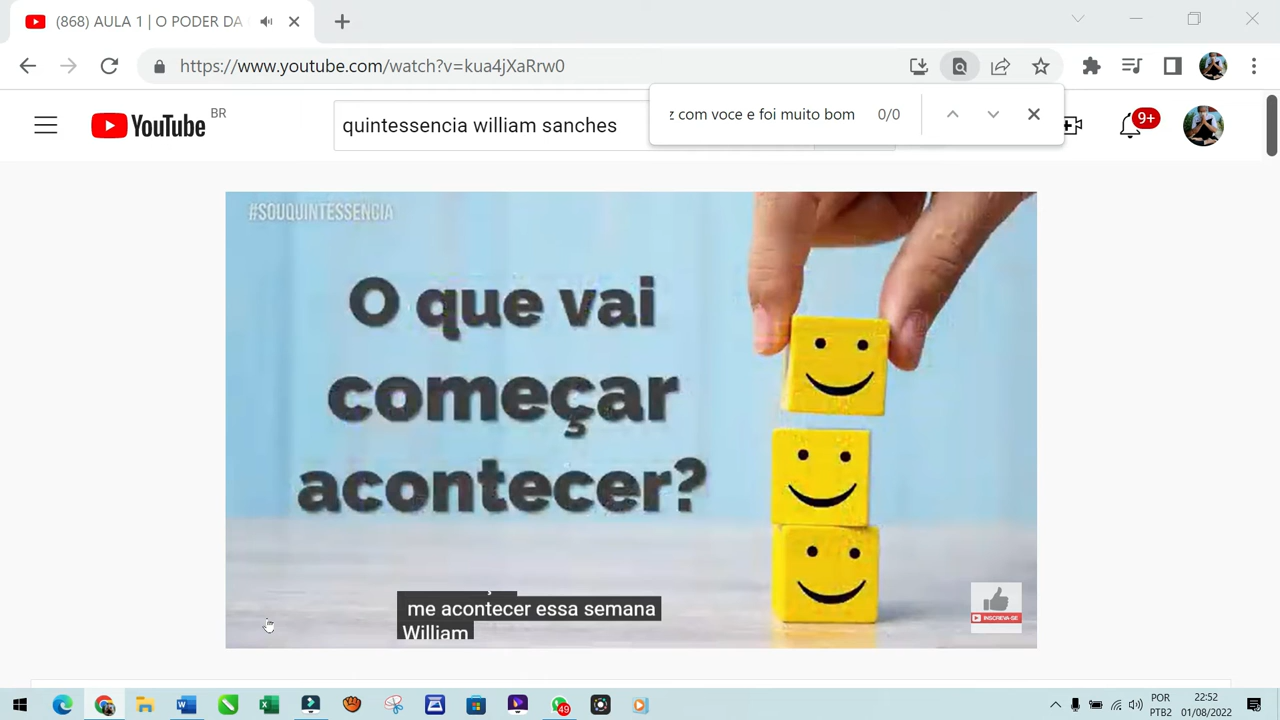 (868) AULA 1 | O PODER DA
https://www.youtube.com/watch?v=kua4jXaRrw0
z com voce e foi muito bom 0/0
YouTube BR
quintessencia william sanches
9+
#SOUQUINTESSENCIA
O que vai
começar
acontecer?
me acontecer essa semana
William
INSCREVA-SE
49
POR
PTB2
22:52
01/08/2022